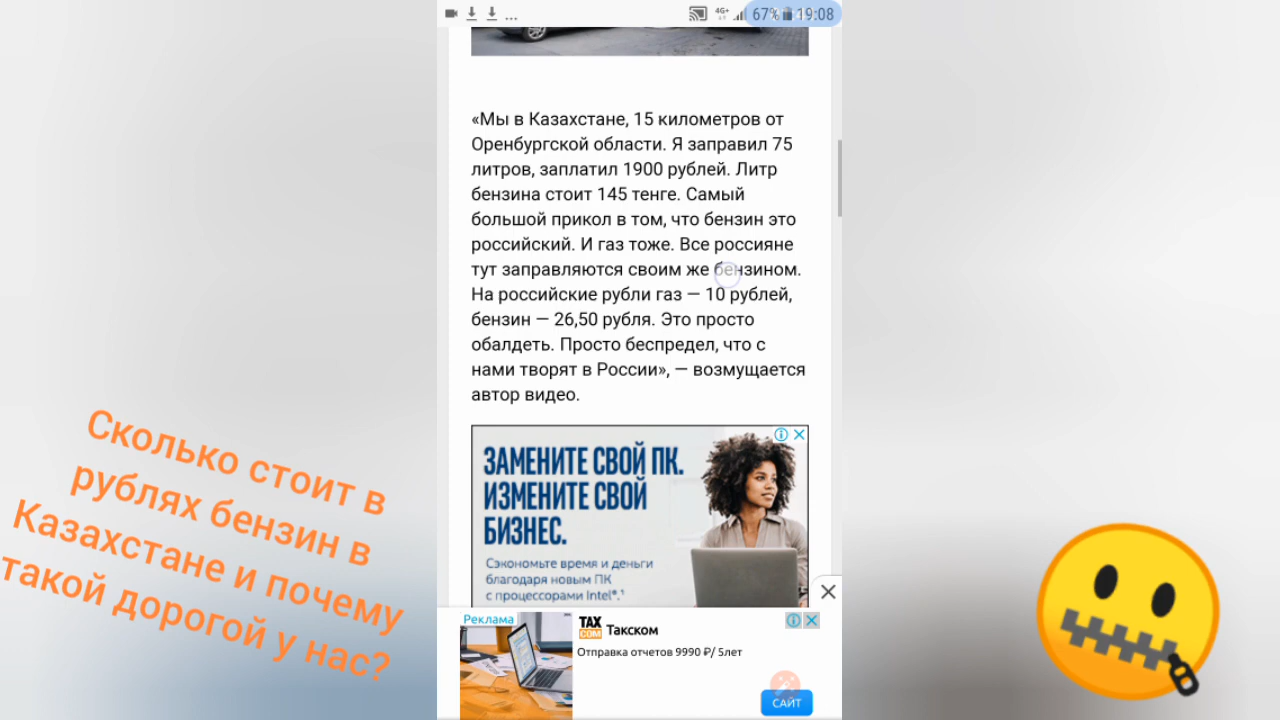 ...
4G+
67% 19:08
«Мы в Казахстане, 15 километров от
Оренбургской области. Я заправил 75
литров, заплатил 1900 рублей. Литр
бензина стоит 145 тенге. Самый
большой прикол в том, что бензин это
российский. И газ тоже. Все россияне
тут заправляются своим же бензином.
На российские рубли газ — 10 рублей,
бензин — 26,50 рубля. Это просто
обалдеть. Просто беспредел, что с
нами творят в России», — возмущается
автор видео.
Сколько стоит в
рублях бензин в
Казахстане и почему
такой дорогой у нас?
ЗАМЕНИТЕ СВОЙ ПК.
ИЗМЕНИТЕ СВОЙ
БИЗНЕС.
Сэкономьте время и деньги
благодаря новым ПК
с процессорами Intel®.¹
Реклама
TAX
COM
Такском
Отправка отчетов 9990 ₽/ 5лет
САЙТ